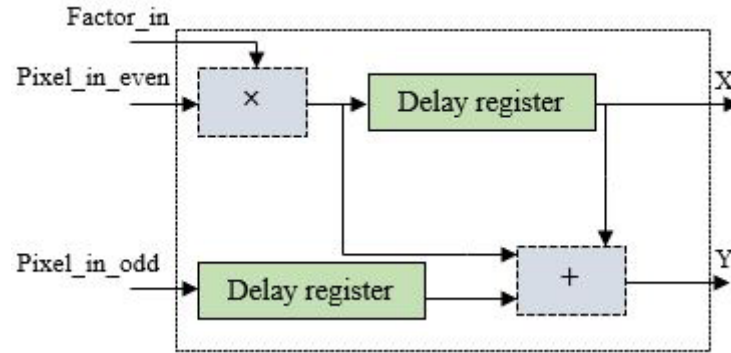 Factor_in
Pixel_in_even
×
Delay register
X
Pixel_in_odd
Delay register
+
Y